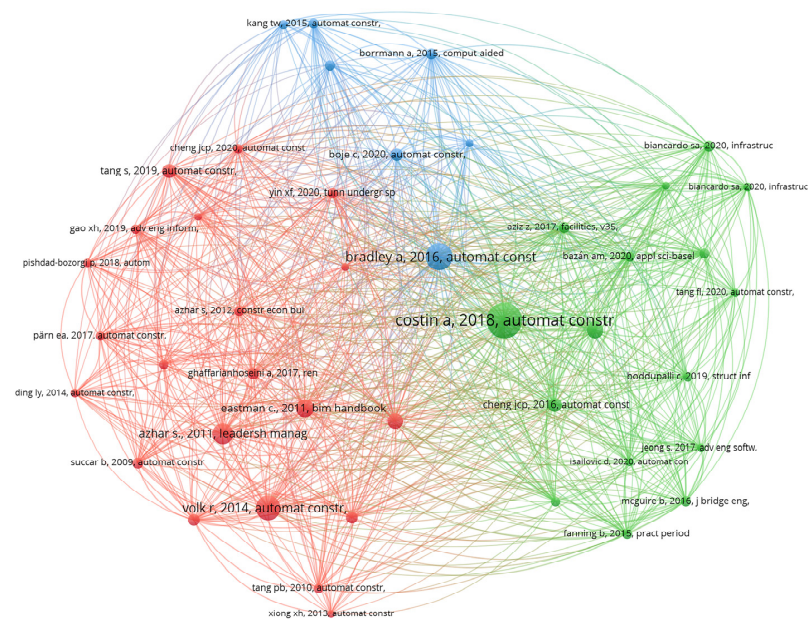 kang tw, 2015, automat constr,
borrmann a, 2015, comput aided
cheng jcp, 2020, automat const
boje c, 2020, automat constr,
biancardo sa, 2020, infrastruc
tang s, 2019, automat constr,
yin xf, 2020, tunn undergr sp
biancardo sa, 2020, infrastruc
gao xh, 2019, adv eng inform,
aziz z, 2017, facilities, v35,
bradley a, 2016, automat const
bazán am, 2020, appl sci-basel
pishdad-bozorgi p, 2018, autom
tang fl, 2020, automat constr,
azhar s, 2012, constr econ bui
costin a, 2018, automat constr
pärn ea, 2017, automat constr,
ghaffarianhoseini a, 2017, ren
boddupalli c, 2019, struct inf
ding ly, 2014, automat constr,
eastman c., 2011, bim handbook
cheng jcp, 2016, automat const
azhar s., 2011, leadersh manag
jeong s, 2017, adv eng softw,
succar b, 2009, automat constr
isailovic d, 2020, automat con
volk r, 2014, automat constr,
mcguire b, 2016, j bridge eng,
fanning b, 2015, pract period
tang pb, 2010, automat constr,
xiong xh, 2013, automat constr